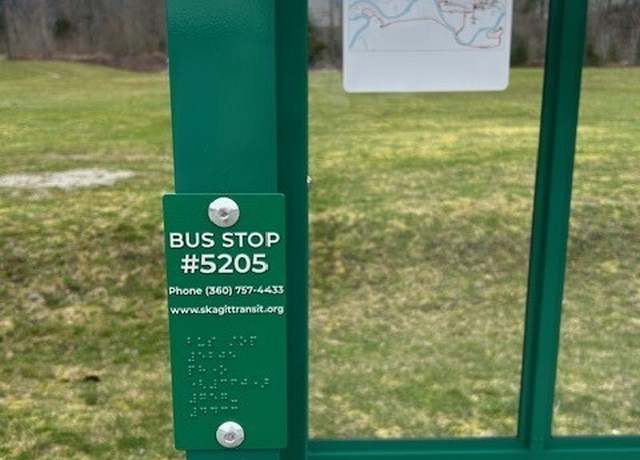 BUS STOP
#5205
Phone (360) 757-4433
www.skagittransit.org